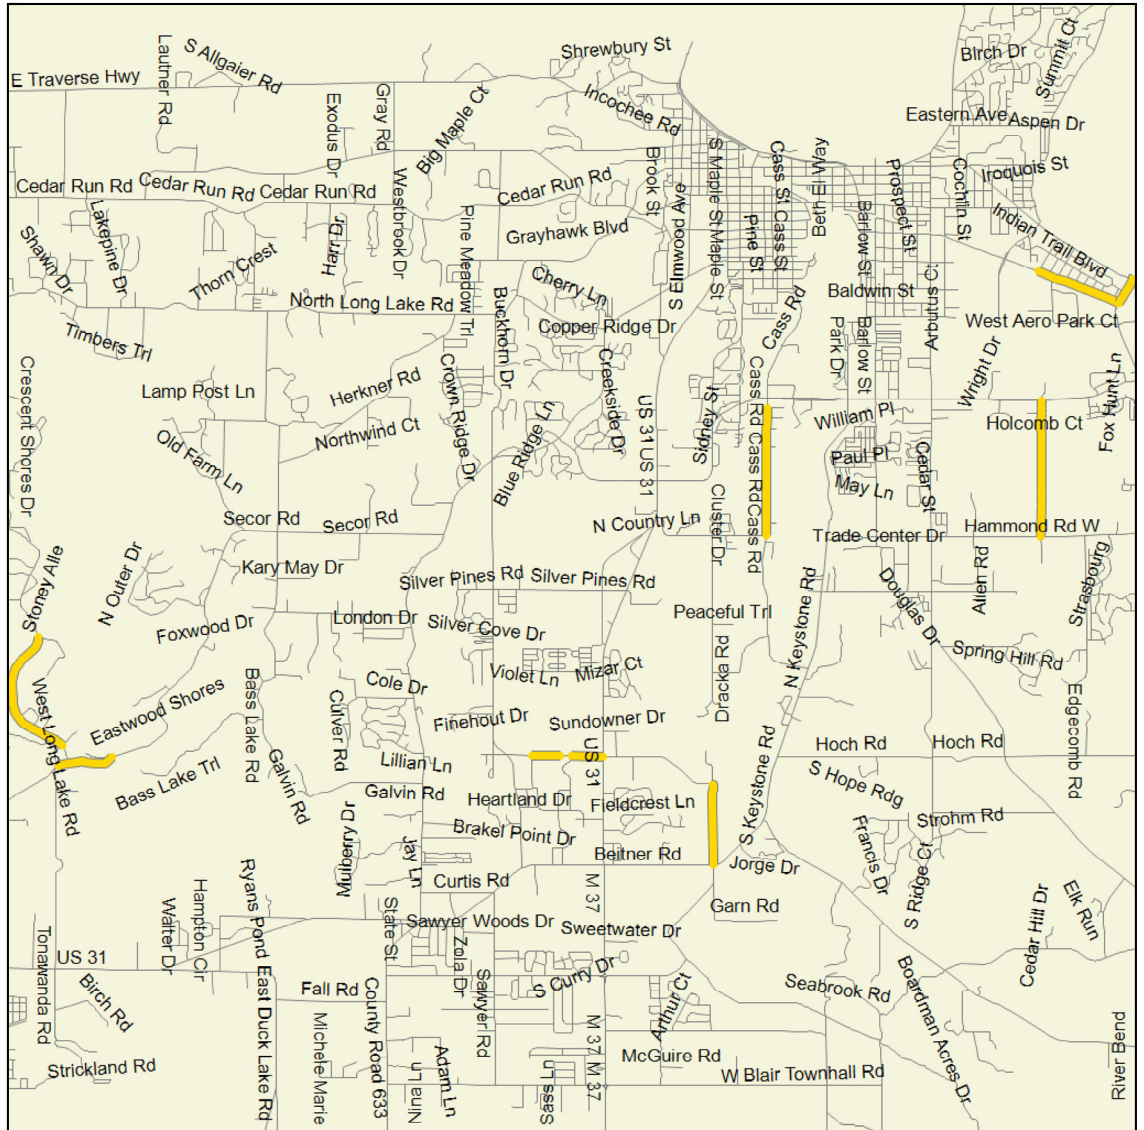 Shrewbury St
Birch Dr
Summit Ct
S Allgaier Rd
Lautner Rd
E Traverse Hwy
Exodus Dr
Gray Rd
Big Maple Ct
Incochee Rd
Eastern Ave
Aspen Dr
Brook St
S Maple St
Maple St
Cass St
Cass St
Beth El Way
Prospect St
Cochlin St
Iroquois St
Cedar Run Rd
Cedar Run Rd
Cedar Run Rd
Cedar Run Rd
Westbrook Dr
Lakepine Dr
Shawn Dr
Harr Dr
Pine Meadow Trl
Grayhawk Blvd
S Elmwood Ave
Pine St
Barlow St
Indian Trail Blvd
Thorn Crest
Cherry Ln
North Long Lake Rd
Buckhorn Dr
Copper Ridge Dr
Cass Rd
Baldwin St
Arbutus Ct
West Aero Park Ct
Timbers Trl
Park Dr
Barlow St
Wright Dr
Fox Hunt Ln
Crescent Shores Dr
Lamp Post Ln
Herkner Rd
Crown Ridge Dr
Creekside Dr
Northwind Ct
Blue Ridge Ln
US 31
US 31
Sidney St
Cass Rd
Cass Rd
Cass Rd
William Pl
Holcomb Ct
Old Farm Ln
Paul Pl
May Ln
Cedar St
Secor Rd
Secor Rd
N Country Ln
Cluster Dr
Trade Center Dr
Hammond Rd W
Stoney Alle
N Outer Dr
Kary May Dr
Silver Pines Rd
Silver Pines Rd
Douglas Dr
Allen Rd
Strasbourg
Foxwood Dr
London Dr
Silver Cove Dr
Peaceful Trl
N Keystone Rd
Spring Hill Rd
West Long Lake Rd
Eastwood Shores
Bass Lake Rd
Cole Dr
Violet Ln
Mizar Ct
Dracka Rd
Culver Rd
Finehout Dr
Sundowner Dr
Edgecomb Rd
Bass Lake Trl
Galvin Rd
Lillian Ln
US 31
S Keystone Rd
Hoch Rd
Hoch Rd
Galvin Rd
Heartland Dr
Fieldcrest Ln
S Hope Rdg
Mulberry Dr
Brakel Point Dr
Strohm Rd
Jay Ln
Beitner Rd
Jorge Dr
Francis Dr
S Ridge Ct
Ryans Pond
Curtis Rd
M 37
Hampton Cir
Walter Dr
State St
Sawyer Woods Dr
Sweetwater Dr
Garn Rd
Cedar Hill Dr
Elk Run
Tonawanda Rd
US 31
Zola Dr
S Curry Dr
Birch Rd
East Duck Lake Rd
Fall Rd
County Road 633
Sawyer Rd
Arthur Ct
Seabrook Rd
Boardman Acres Dr
Michele Marie
M 37
M 37
McGuire Rd
River Bend
Strickland Rd
Nina Ln
Adam Ln
Sass Ln
W Blair Townhall Rd